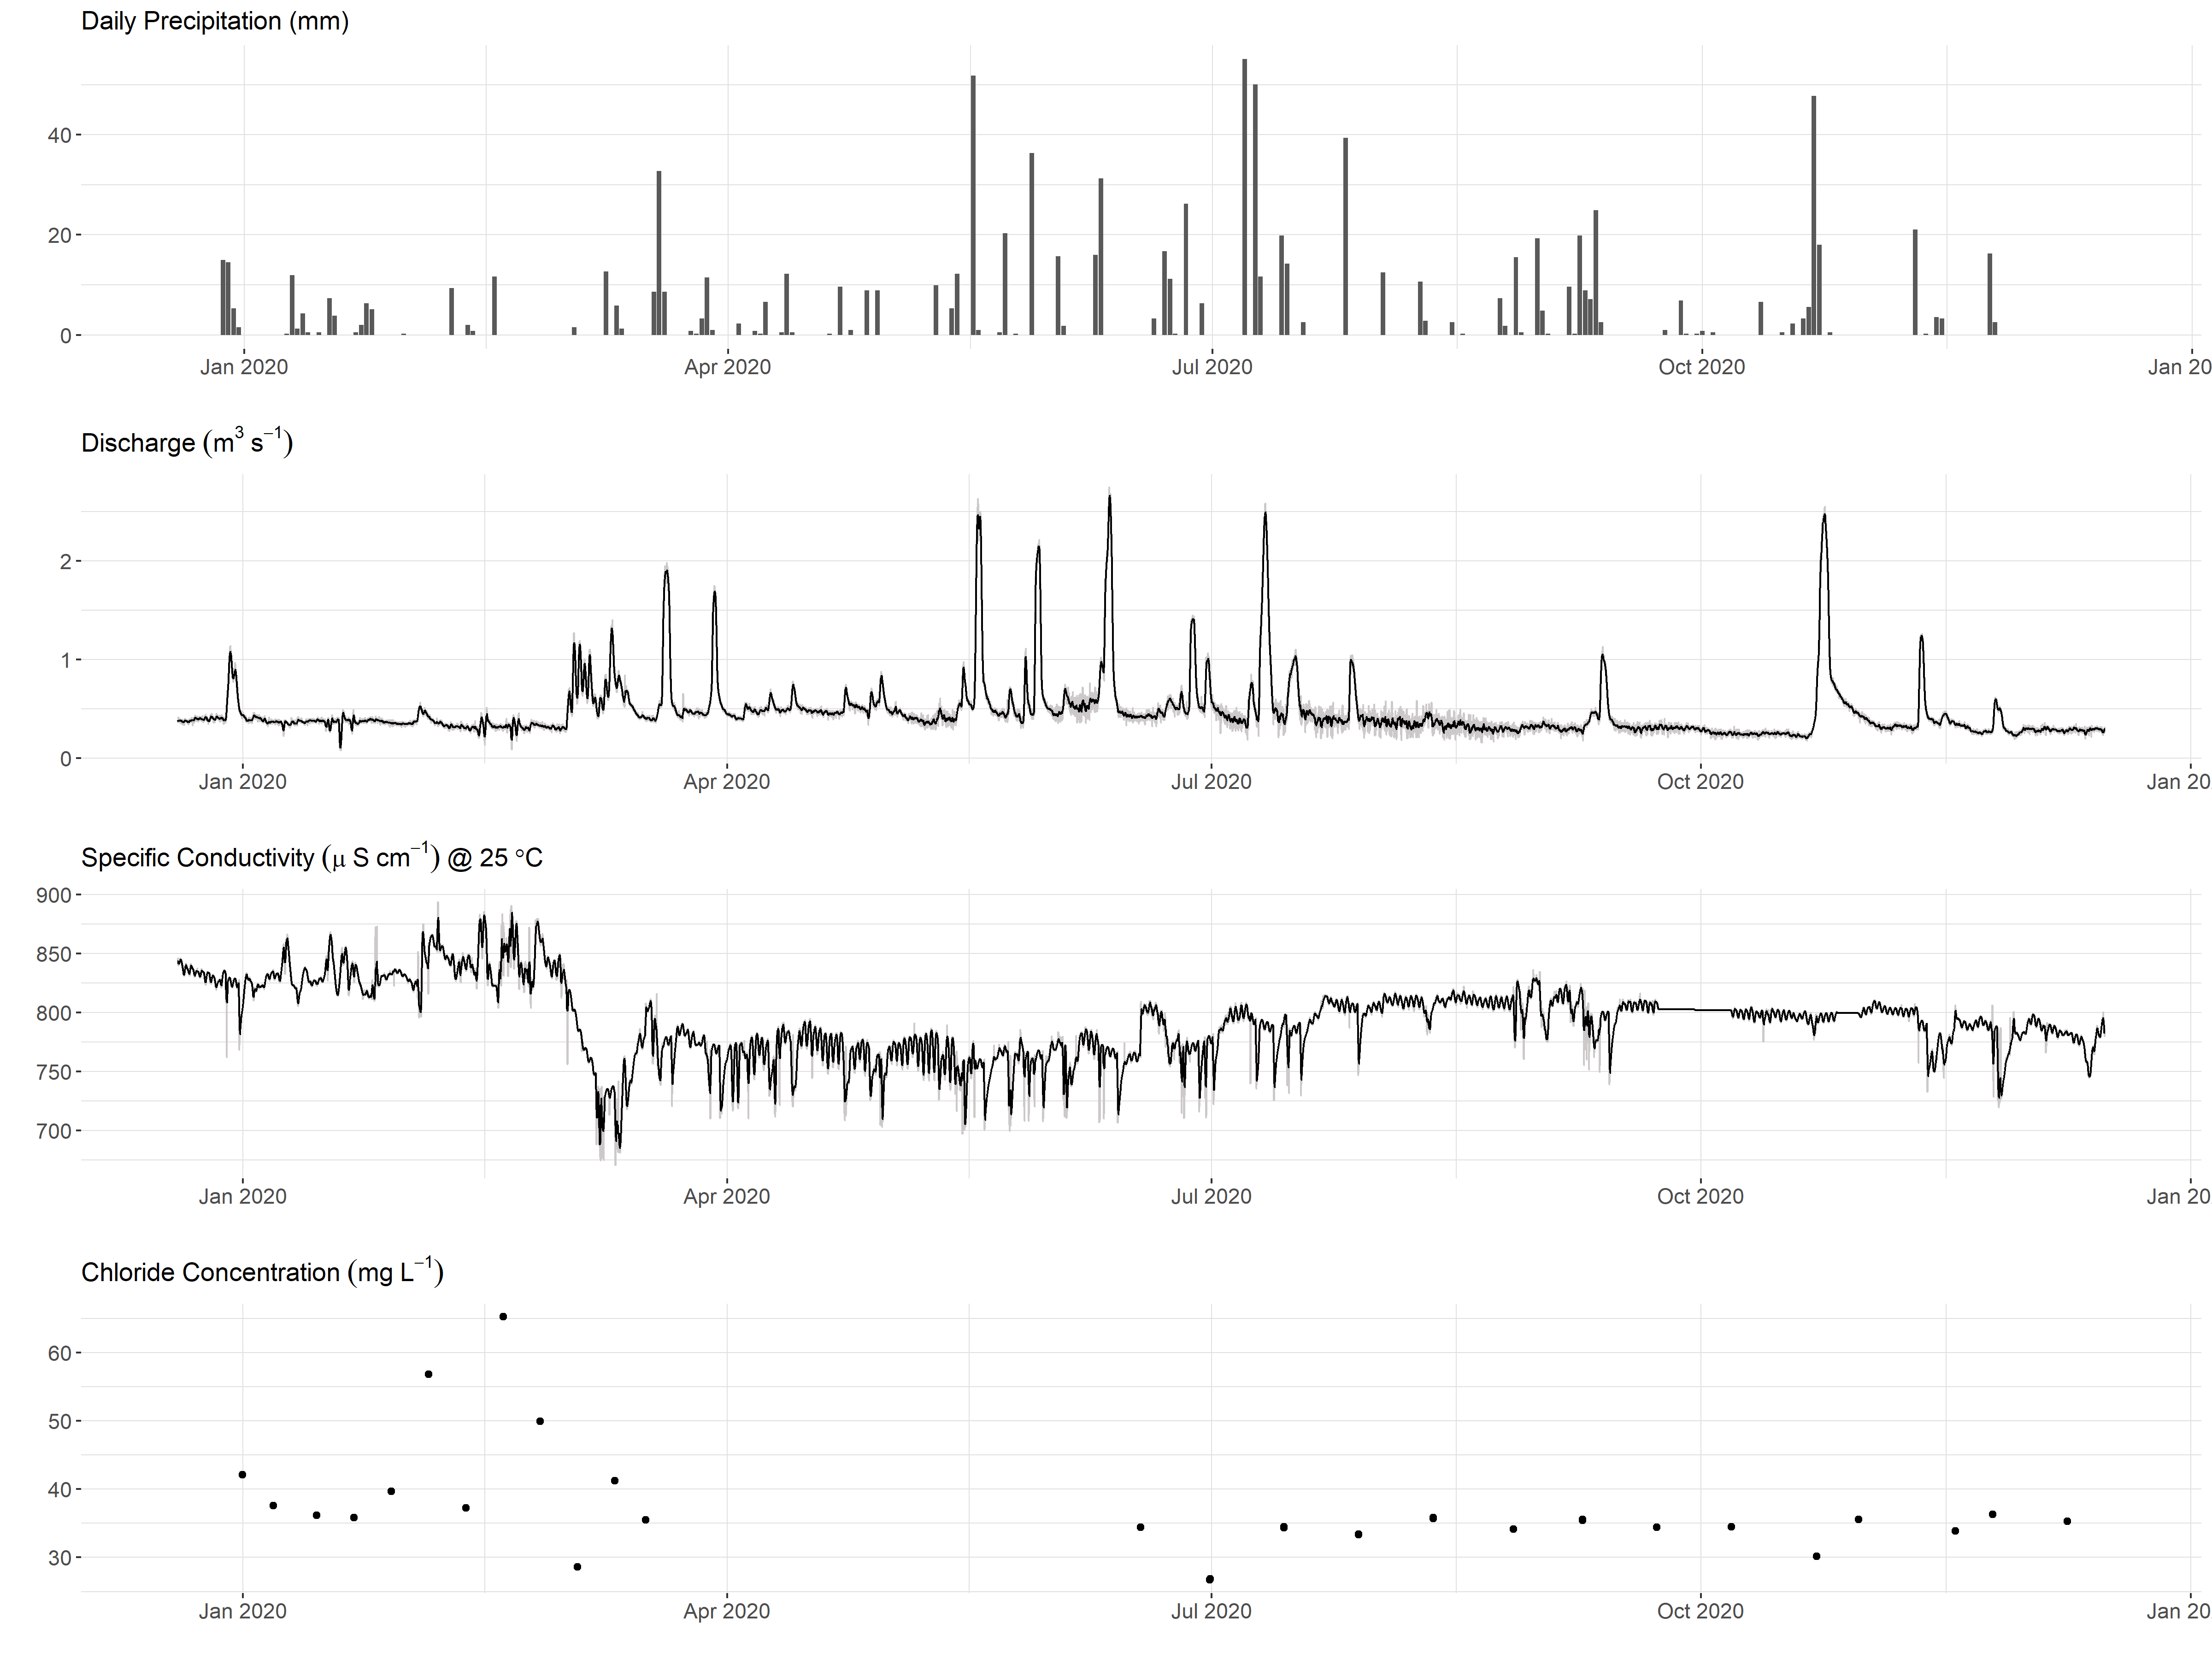 Daily Precipitation (mm)
40
20
0
Jan 2020 Apr 2020 Jul 2020 Oct 2020 Jan 20
Discharge (m³ s⁻¹)
2
1
0
Jan 2020 Apr 2020 Jul 2020 Oct 2020 Jan 20
Specific Conductivity (μ S cm⁻¹) @ 25 °C
900
850
800
750
700
Jan 2020 Apr 2020 Jul 2020 Oct 2020 Jan 20
Chloride Concentration (mg L⁻¹)
60
50
40
30
Jan 2020 Apr 2020 Jul 2020 Oct 2020 Jan 20